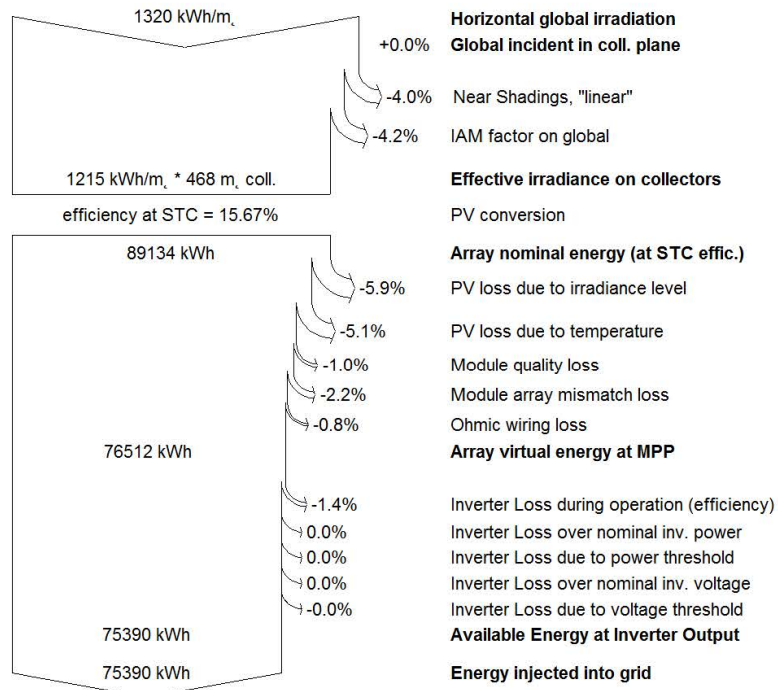 1320 kWh/m˛ Horizontal global irradiation
+0.0% Global incident in coll. plane
-4.0% Near Shadings, "linear"
-4.2% IAM factor on global
1215 kWh/m˛ * 468 m˛ coll. Effective irradiance on collectors
efficiency at STC = 15.67% PV conversion
89134 kWh Array nominal energy (at STC effic.)
-5.9% PV loss due to irradiance level
-5.1% PV loss due to temperature
-1.0% Module quality loss
-2.2% Module array mismatch loss
-0.8% Ohmic wiring loss
76512 kWh Array virtual energy at MPP
-1.4% Inverter Loss during operation (efficiency)
0.0% Inverter Loss over nominal inv. power
0.0% Inverter Loss due to power threshold
0.0% Inverter Loss over nominal inv. voltage
-0.0% Inverter Loss due to voltage threshold
75390 kWh Available Energy at Inverter Output
75390 kWh Energy injected into grid